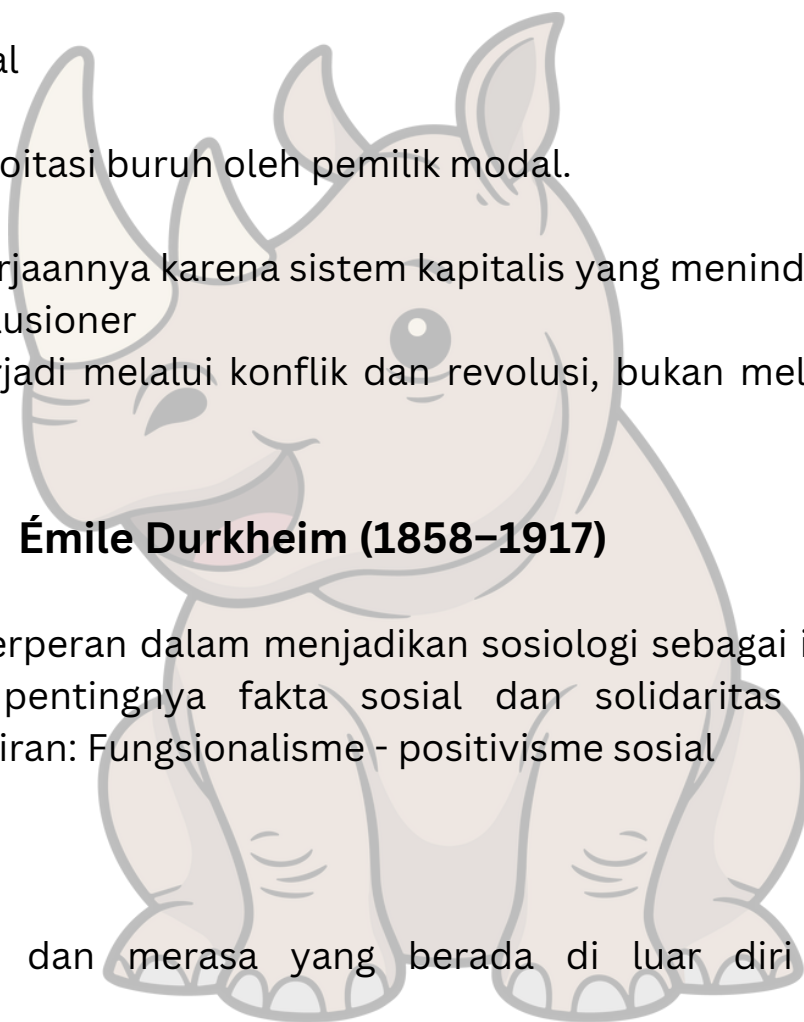 al
oitasi buruh oleh pemilik modal.
rjaannya karena sistem kapitalis yang menind
lusioner
rjadi melalui konflik dan revolusi, bukan mel
Émile Durkheim (1858–1917)
erperan dalam menjadikan sosiologi sebagai i
pentingnya fakta sosial dan solidaritas
iran: Fungsionalisme - positivisme sosial
dan merasa yang berada di luar diri